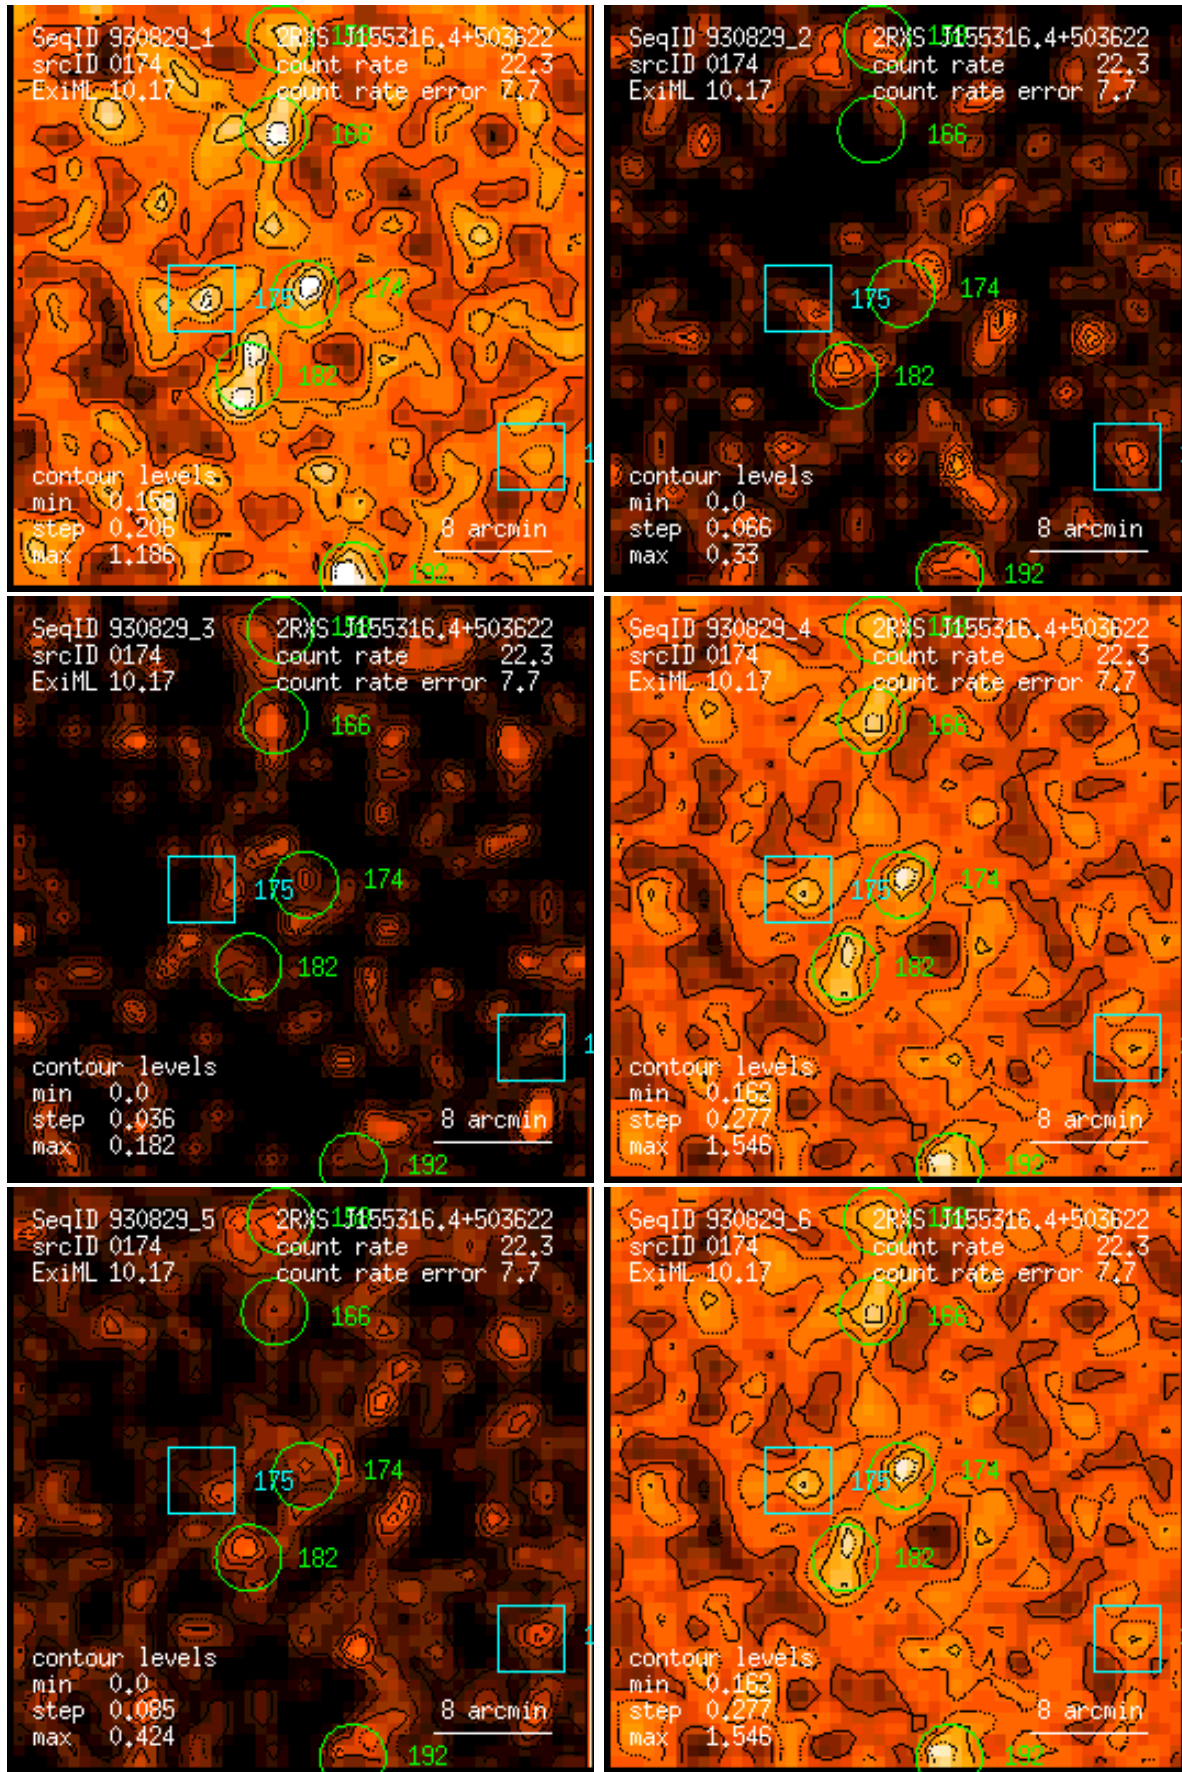 SeqID 930829_1 2RXS J155316.4+503622
srcID 0174 count rate 22.3
ExiML 10.17 count rate error 7.7
166
175 174
182
contour levels
min 0.158
step 0.206 8 arcmin
max 1.186
192
SeqID 930829_2 2RXS J155316.4+503622
srcID 0174 count rate 22.3
ExiML 10.17 count rate error 7.7
166
175 174
182
contour levels
min 0.0
step 0.066 8 arcmin
max 0.33
192
SeqID 930829_3 2RXS J155316.4+503622
srcID 0174 count rate 22.3
ExiML 10.17 count rate error 7.7
166
175 174
182
1
contour levels
min 0.0
step 0.036 8 arcmin
max 0.182
192
SeqID 930829_4 2RXS J155316.4+503622
srcID 0174 count rate 22.3
ExiML 10.17 count rate error 7.7
166
175 174
182
contour levels
min 0.162
step 0.277 8 arcmin
max 1.546
192
SeqID 930829_5 2RXS J155316.4+503622
srcID 0174 count rate 22.3
ExiML 10.17 count rate error 7.7
166
175 174
182
1
contour levels
min 0.0
step 0.085 8 arcmin
max 0.424
192
SeqID 930829_6 2RXS J155316.4+503622
srcID 0174 count rate 22.3
ExiML 10.17 count rate error 7.7
166
175 174
182
contour levels
min 0.162
step 0.277 8 arcmin
max 1.546
192